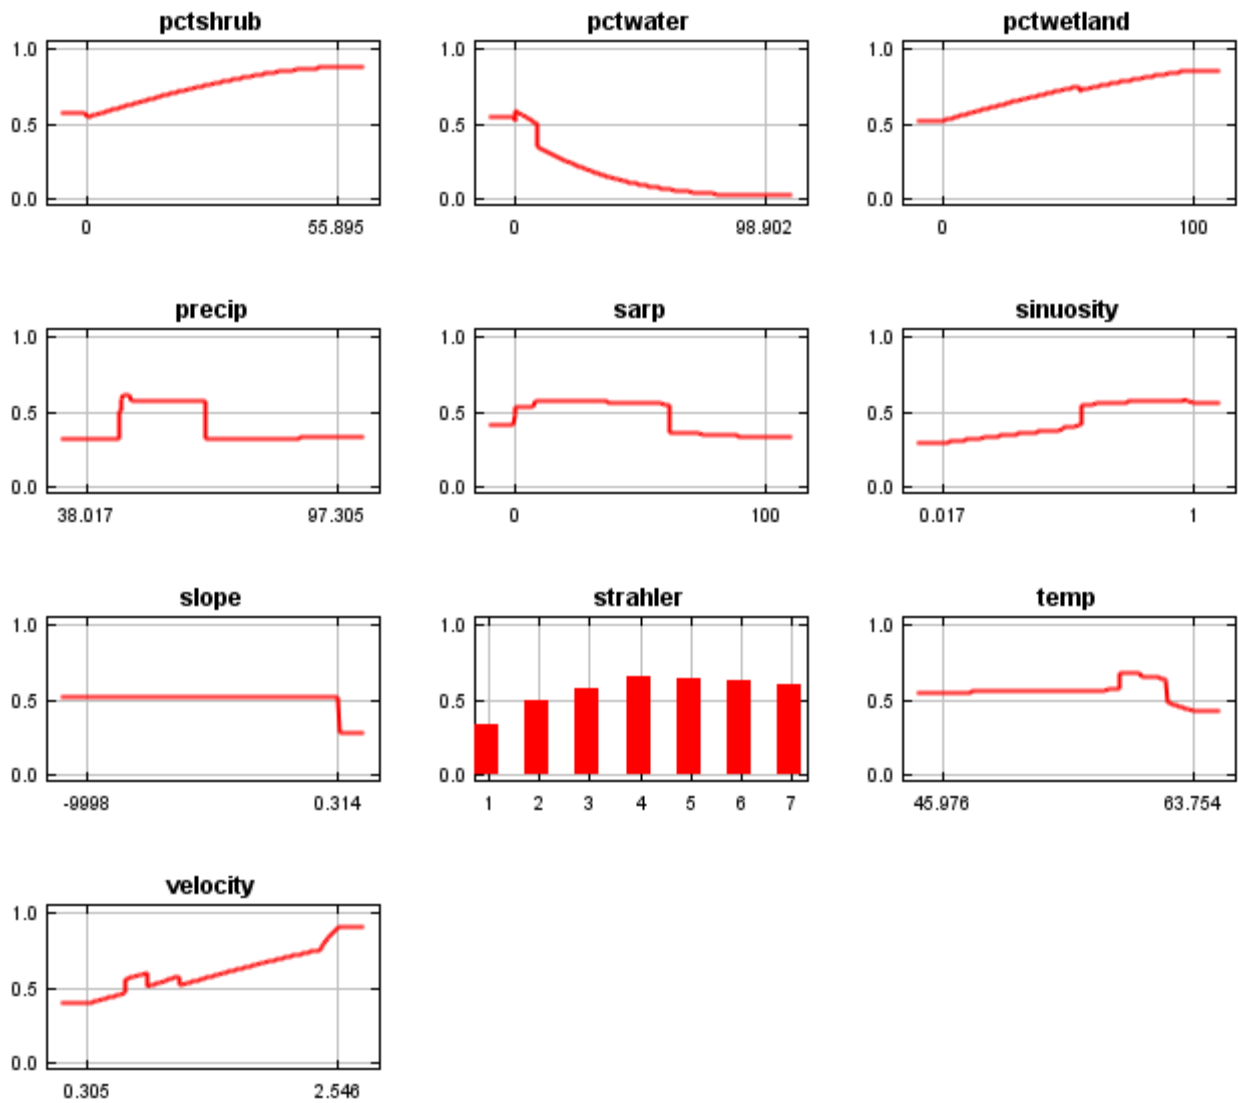 pctshrub pctwater pctwetland
1.0 1.0 1.0
0.5 0.5 0.5
0.0 0.0 0.0
0 55.895 0 98.902 0 100
precip sarp sinuosity
1.0 1.0 1.0
0.5 0.5 0.5
0.0 0.0 0.0
38.017 97.305 0 100 0.017 1
slope strahler temp
1.0 1.0 1.0
0.5 0.5 0.5
0.0 0.0 0.0
-9998 0.314 1 2 3 4 5 6 7 45.976 63.754
velocity
1.0
0.5
0.0
0.305 2.546